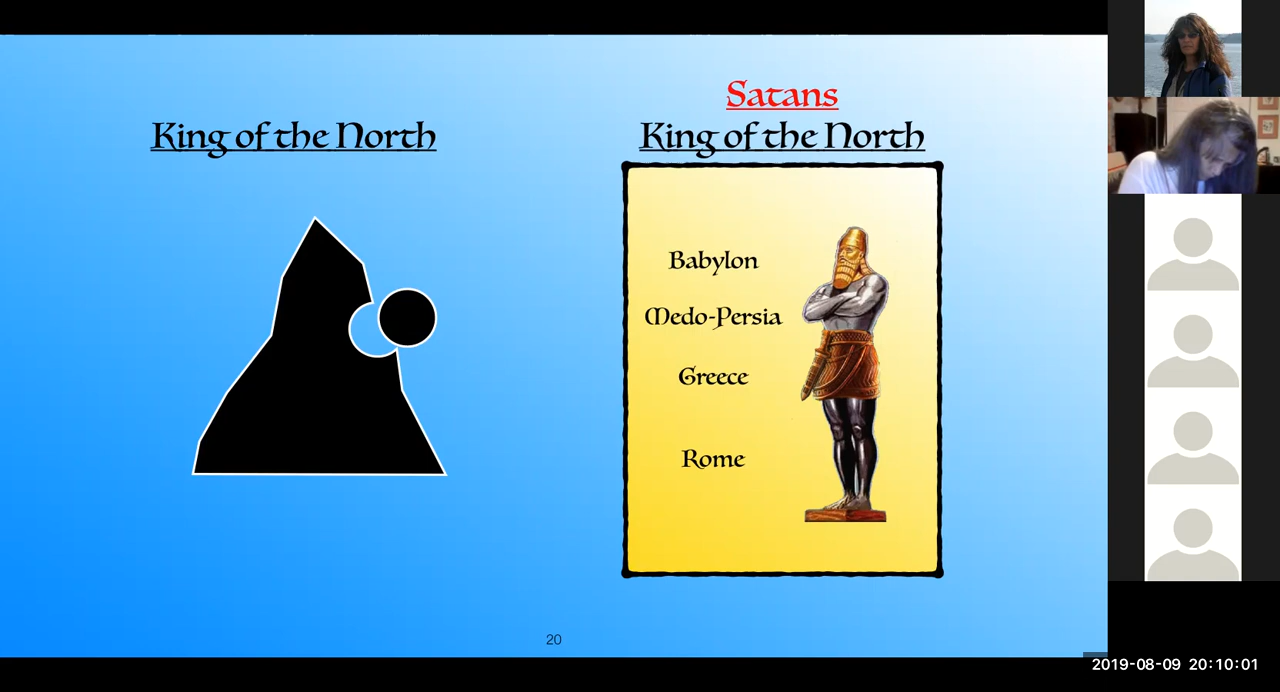 King of the North
Satans
King of the North
Babylon
Medo-Persia
Greece
Rome
20
2019-08-09 20:10:01